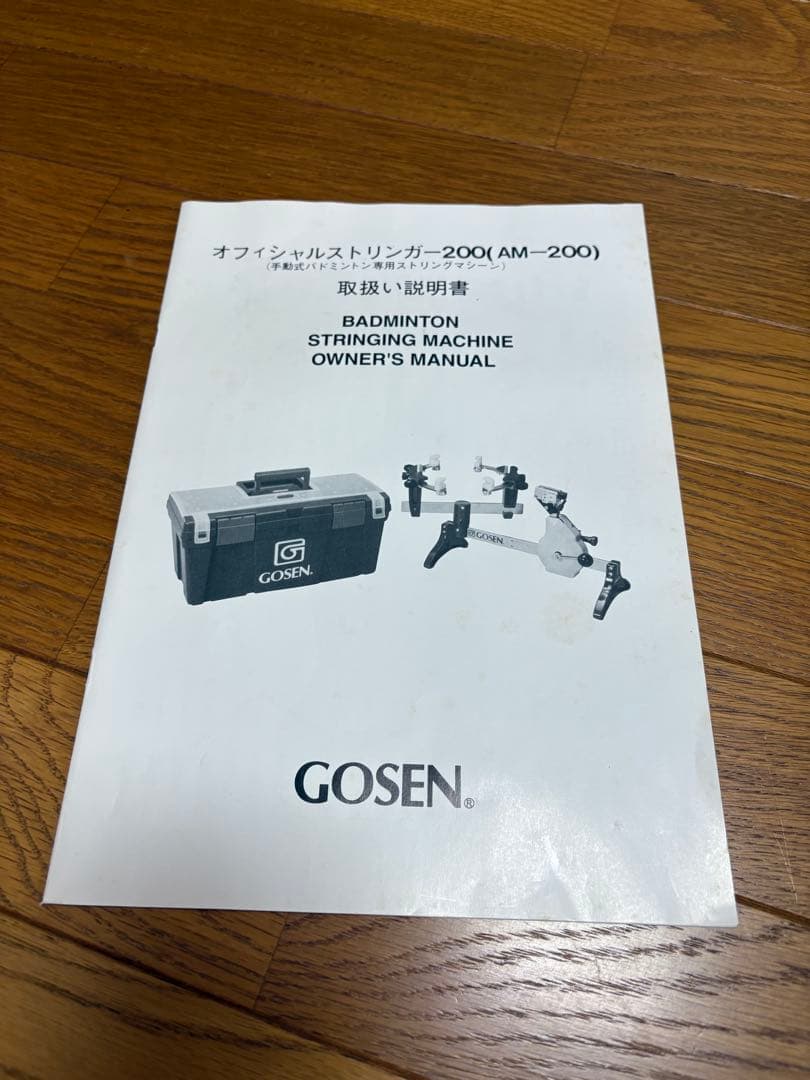 オフィシャルストリンガー200(AM-200)
(手動式バドミントン専用ストリングマシーン)
取扱い説明書
BADMINTON
STRINGING MACHINE
OWNER'S MANUAL
GOSEN®
GOSEN
GOSEN®